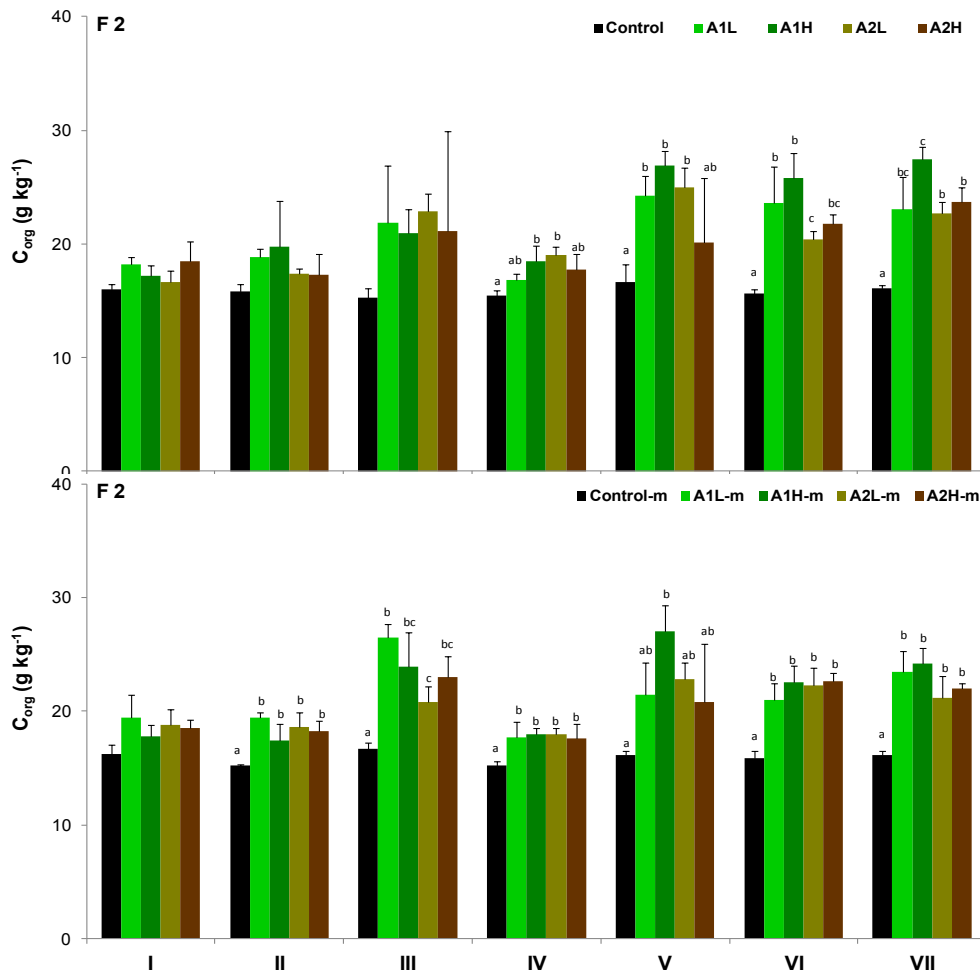 40
F 2
Control A1L A1H A2L A2H
30
c
b b b ab b b bc b
c bc b
20
b b
a ab ab a a a
C_org (g kg⁻¹)
10
0
40
F 2
Control-m A1L-m A1H-m A2L-m A2H-m
30
b b
bc bc ab ab ab b b b b b b b b
c
20
b b b b b b b b
a a a a a a
C_org (g kg⁻¹)
10
0
I II III IV V VI VII